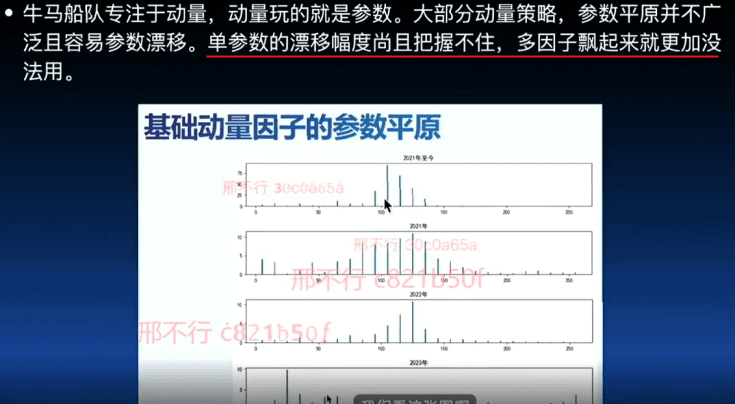 • 牛马船队专注于动量，动量玩的就是参数。大部分动量策略，参数平原并不广
泛且容易参数漂移。单参数的漂移幅度尚且把握不住，多因子飘起来就更加没
法用。
基础动量因子的参数平原
2021年至今
75
50
25
0
邢不行 30c0a65a
0 50 100 150 200 250
2021年
10
5
0
邢不行 30c0a65a
0 50 100 150 200 250
邢不行 c821b50f
2022年
10
5
0
邢不行 c821b50f
0 50 100 150 200 250
2023年
10
5